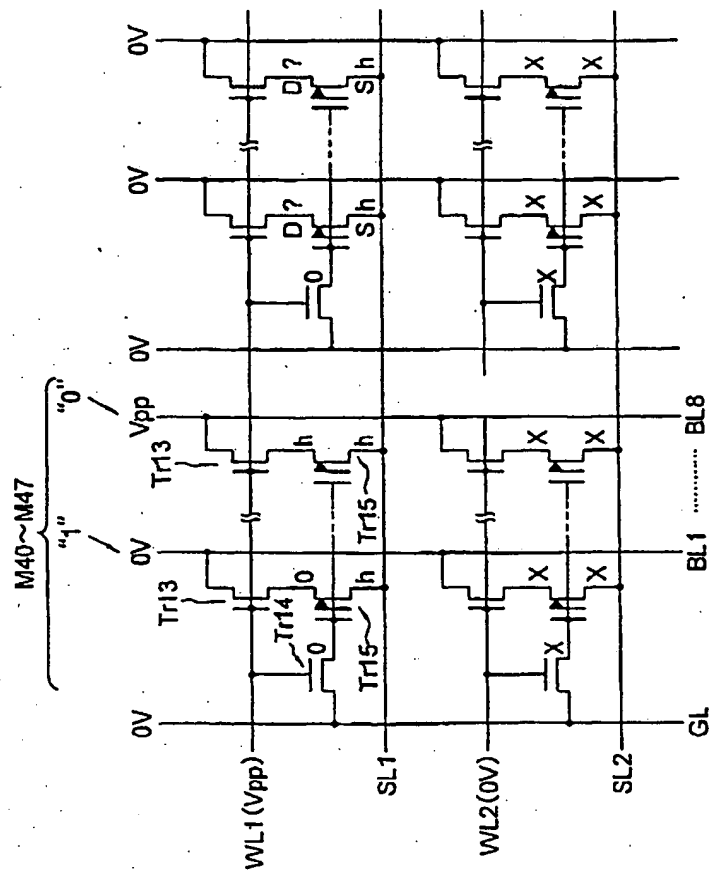 M40~M47
"1" "0"
0V 0V Vpp 0V 0V 0V
Tr13 Tr13
WL1(Vpp)
Tr14
0 0 h 0 D ? D ?
Tr15 h Tr15 h S h S h
SL1
WL2(0V)
X X X X X X
X X X X
SL2
GL BL1 ........ BL8